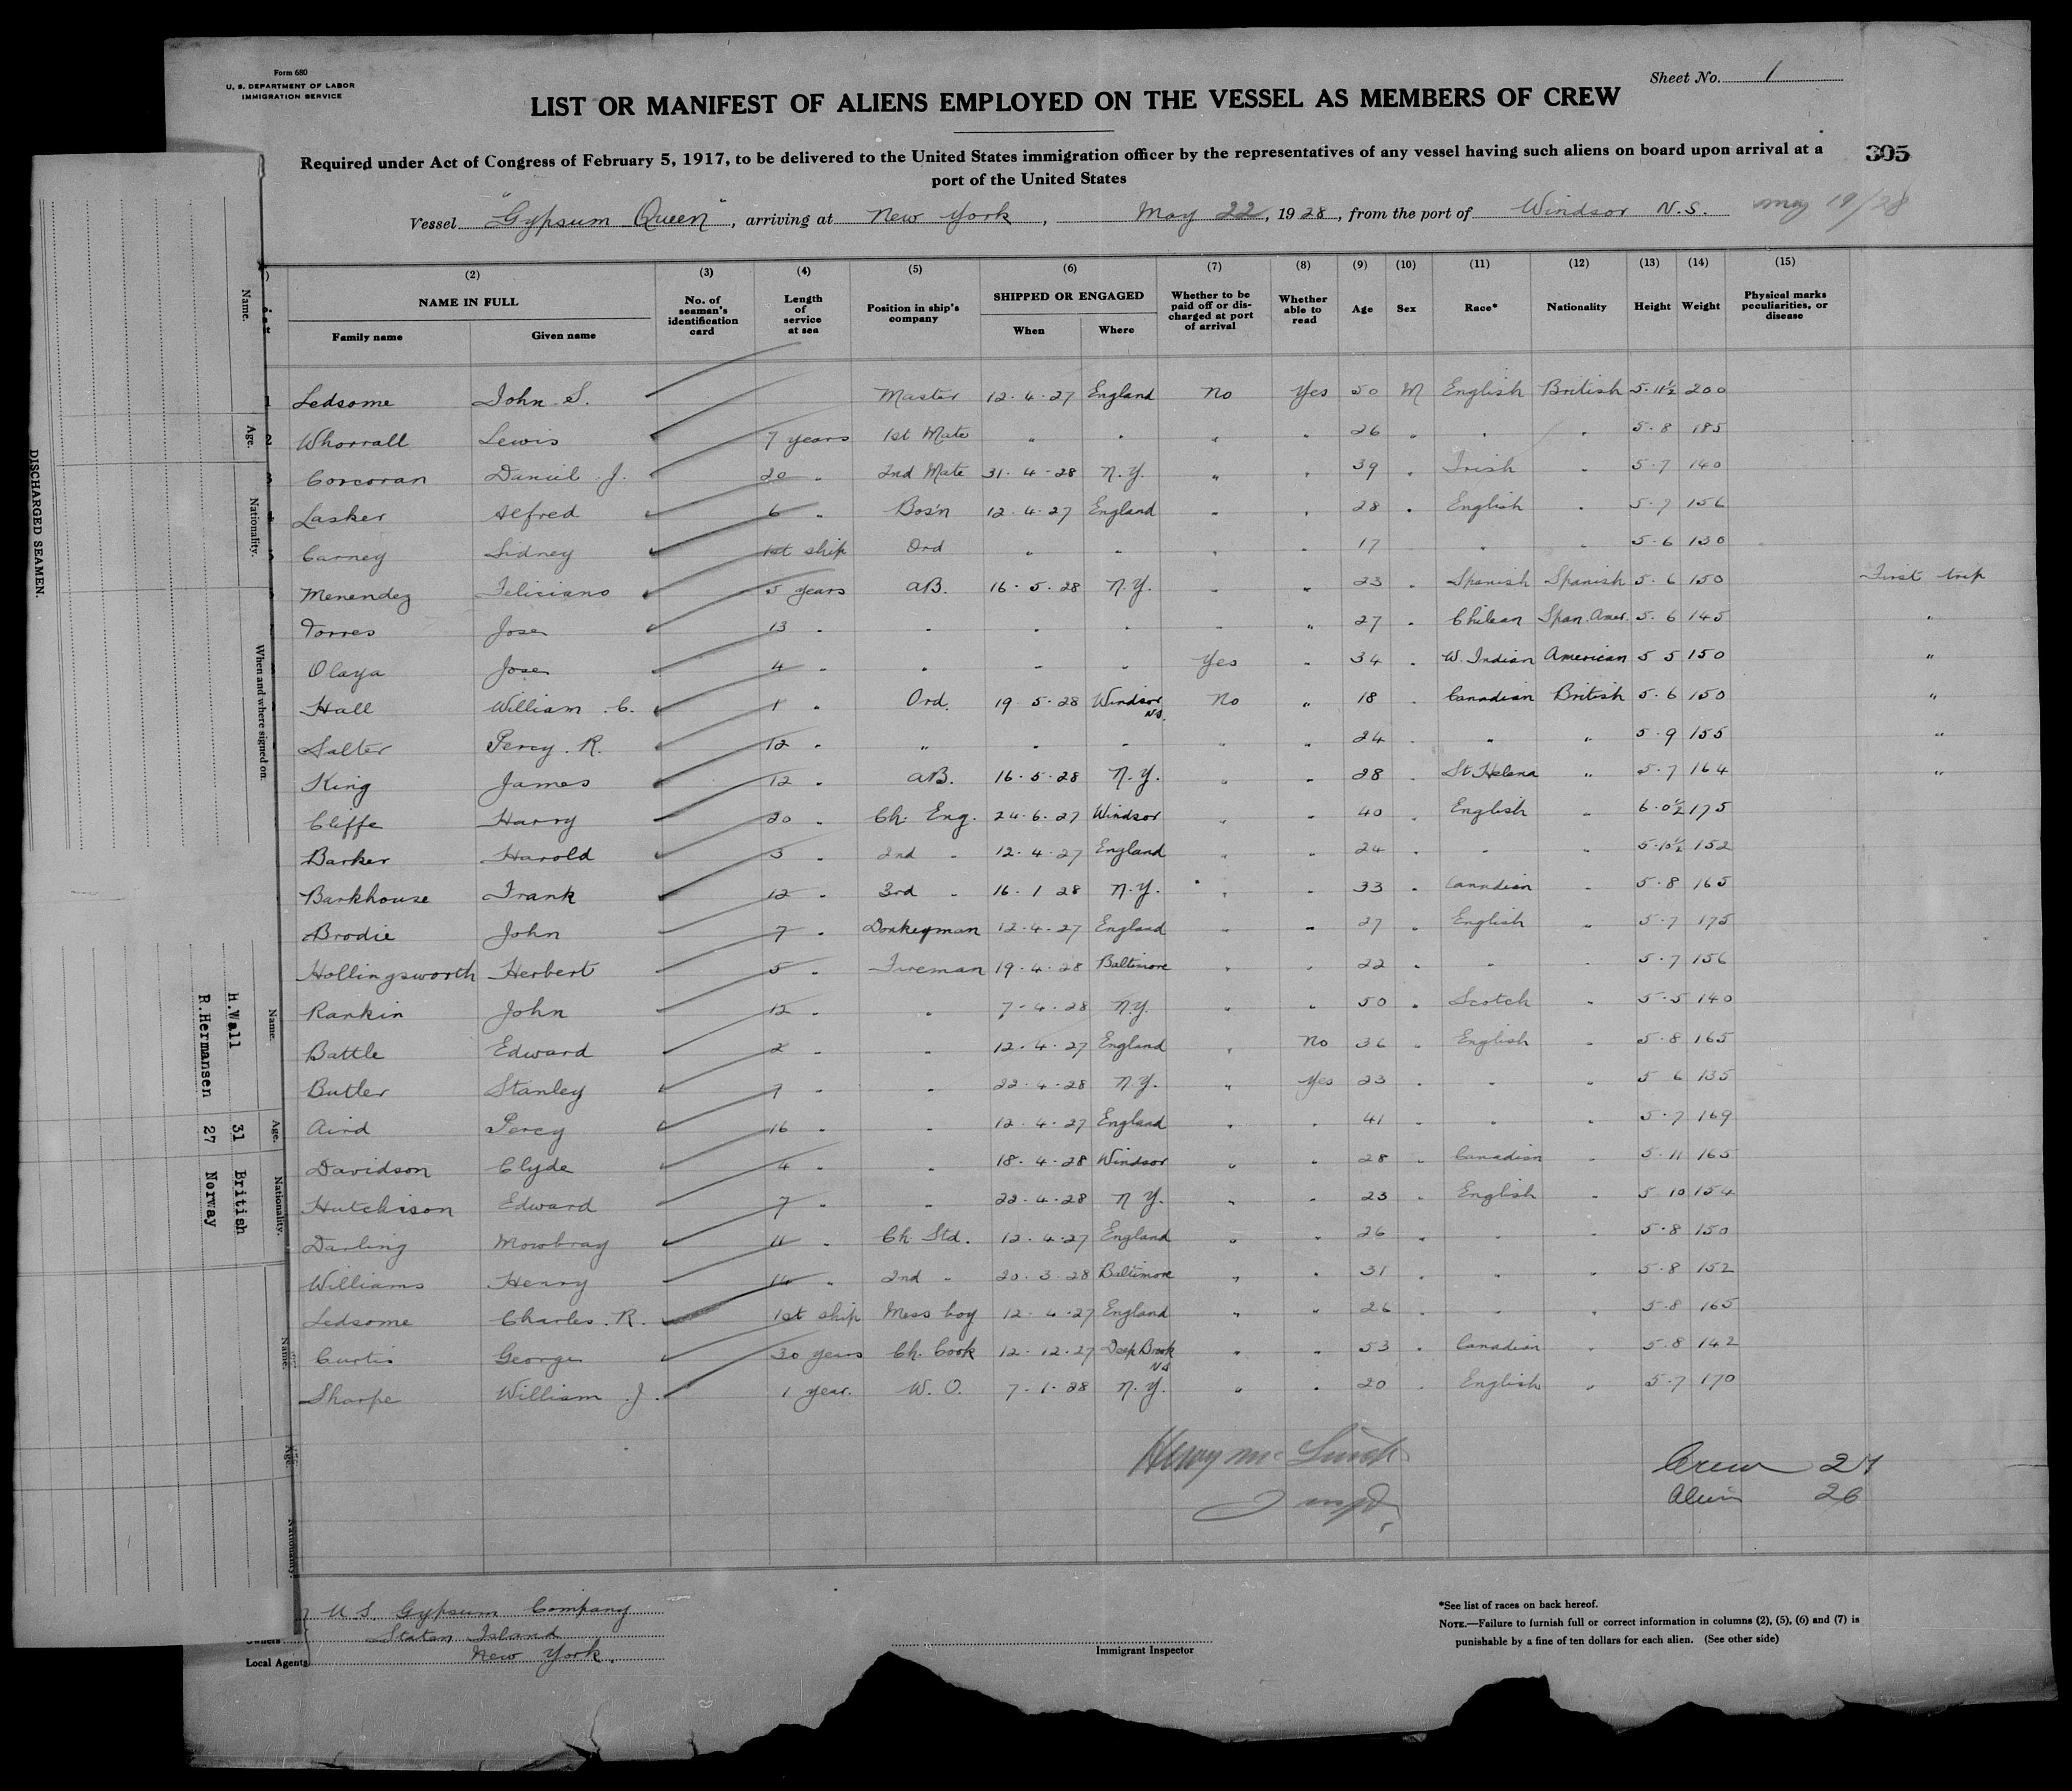 Form 680
U. S. DEPARTMENT OF LABOR
IMMIGRATION SERVICE
Sheet No. 1
LIST OR MANIFEST OF ALIENS EMPLOYED ON THE VESSEL AS MEMBERS OF CREW
Required under Act of Congress of February 5, 1917, to be delivered to the United States immigration officer by the representatives of any vessel having such aliens on board upon arrival at a
port of the United States
305
Vessel "Gypsum Queen", arriving at New York, May 22, 1928, from the port of Windsor N.S. May 19/28
(2) (3) (4) (5) (6) (7) (8) (9) (10) (11) (12) (13) (14) (15)
NAME IN FULL
Family name Given name
No. of seaman's identification card
Length of service at sea
Position in ship's company
SHIPPED OR ENGAGED
When Where
Whether to be paid off or discharged at port of arrival
Whether able to read
Age Sex Race* Nationality Height Weight
Physical marks peculiarities, or disease
Ledsome John S. Master 12.4.27 England No Yes 50 M English British 5.11½ 200
Whorrall Lewis 7 years 1st Mate " " " " 26 " " " 5.8 185
Corcoran Daniel J. 20 " 2nd Mate 31.4.28 N.Y. " " 39 " Irish " 5.7 140
Lasker Alfred 6 " Bos'n 12.4.27 England " " 28 " English " 5.7 156
Carney Sidney 1st ship Ord " " " " 17 " " 5.6 130
Menendez Feliciano 5 years AB. 16.5.28 N.Y. " " 23 " Spanish Spanish 5.6 150 First trip
Torres Jose 13 " " " " " " 27 " Chilean Span. Amer. 5.6 145 "
Olaya Jose 4 " " " " Yes " 34 " W. Indian American 5 5 150 "
Hall William C. 1 " Ord. 19 5.28 Windsor N.S. No " 18 " Canadian British 5.6 150 "
Salter Percy R. 12 " " " " " " 24 " " " 5.9 155 "
King James 12 " AB. 16.5.28 N.Y. " " 28 " St Helena " 5.7 164 "
Cliffe Harry 20 " Ch. Eng. 24.6.27 Windsor " " 40 " English " 6.0½ 175
Barker Harold 3 " 2nd " 12.4.27 England " " 24 " " " 5.10½ 152
Barkhouse Frank 12 " 3rd " 16.1 28 N.Y. " " 33 " Canadian " 5.8 165
Brodie John 7 " Donkeyman 12.4.27 England " " 27 " English " 5.7 175
Hollingsworth Herbert 5 " Fireman 19.4.28 Baltimore " " 22 " " " 5.7 156
Rankin John 12 " " 7.4.28 N.Y. " " 50 " Scotch " 5.5 140
Battle Edward 2 " " 12.4.27 England " No 36 " English " 5.8 165
Butler Stanley 7 " " 22.4.28 N.Y. " Yes 23 " " " 5 6 135
Aird Percy 16 " " 12.4.27 England " " 41 " " " 5.7 169
Davidson Clyde 4 " " 18.4.28 Windsor " " 28 " Canadian " 5.11 165
Hutchison Edward 7 " " 22.4.28 N Y. " " 23 " English " 5 10 154
Darling Mowbray 11 " Ch. Std. 12.4.27 England " " 26 " " " 5.8 150
Williams Henry 14 " 2nd " 20.3.28 Baltimore " " 31 " " " 5.8 152
Ledsome Charles R. 1st ship Mess boy 12.4.27 England " " 26 " " " 5.8 165
Curtis George 30 years Ch. Cook 12.12.27 Deep Brook N S " " 53 " Canadian " 5.8 142
Sharpe William J. 1 year. W. O. 7.1.28 N.Y. " " 20 " English " 5.7 170
Crew 27
Alien 26
U.S. Gypsum Company
Staten Island
New York.
Owners
Local Agents
Immigrant Inspector
*See list of races on back hereof.
NOTE.—Failure to furnish full or correct information in columns (2), (5), (6) and (7) is
punishable by a fine of ten dollars for each alien. (See other side)
DISCHARGED SEAMEN.
Name. Age. Nationality. When and where signed on.
Name. Age. Nationality.
H.Wall 31 British
R.Hermansen 27 Norway
Name. Age. Nationality.